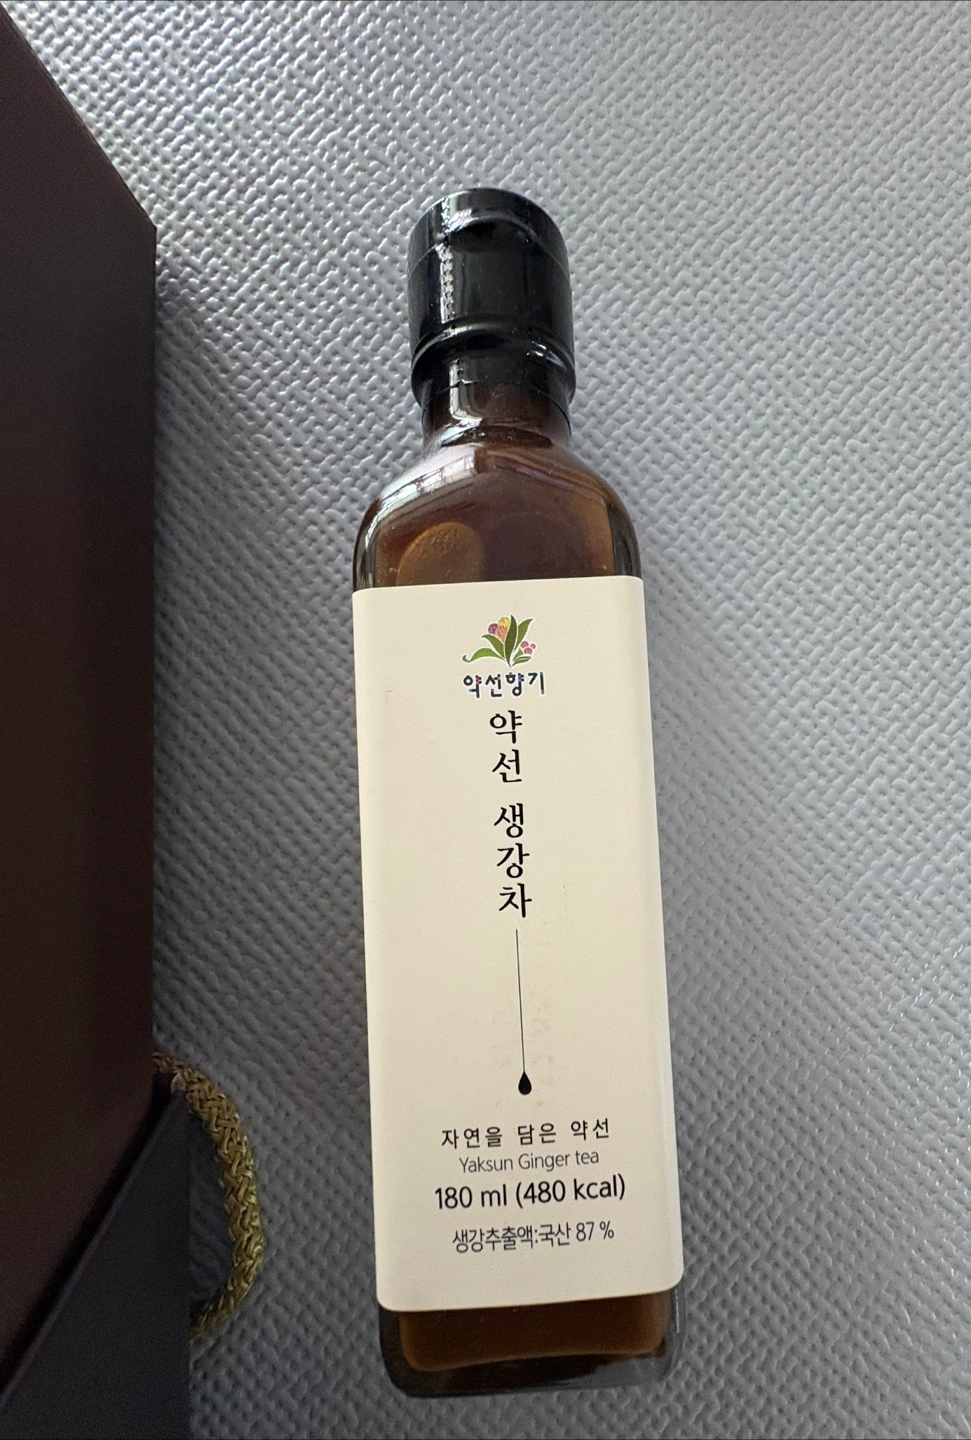 약선향기
약선 생강차
자연을 담은 약선
Yaksun Ginger tea
180 ml (480 kcal)
생강추출액:국산 87 %